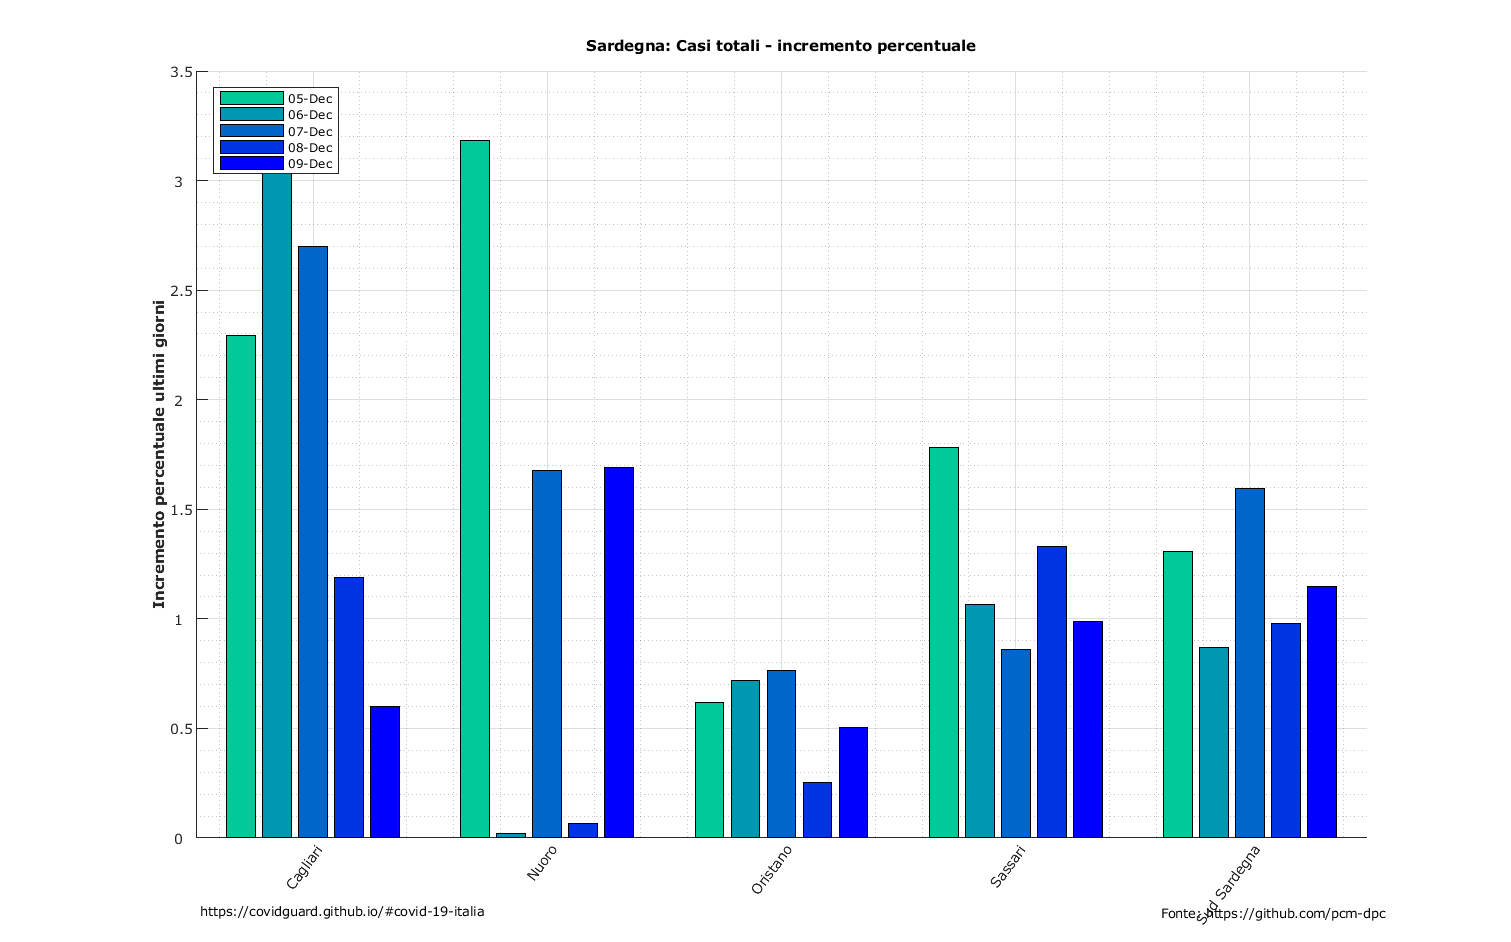 Sardegna: Casi totali - incremento percentuale
3.5
3
2.5
2
1.5
1
0.5
0
Incremento percentuale ultimi giorni
05-Dec
06-Dec
07-Dec
08-Dec
09-Dec
Cagliari
Nuoro
Oristano
Sassari
Sud Sardegna
https://covidguard.github.io/#covid-19-italia
Fonte: https://github.com/pcm-dpc